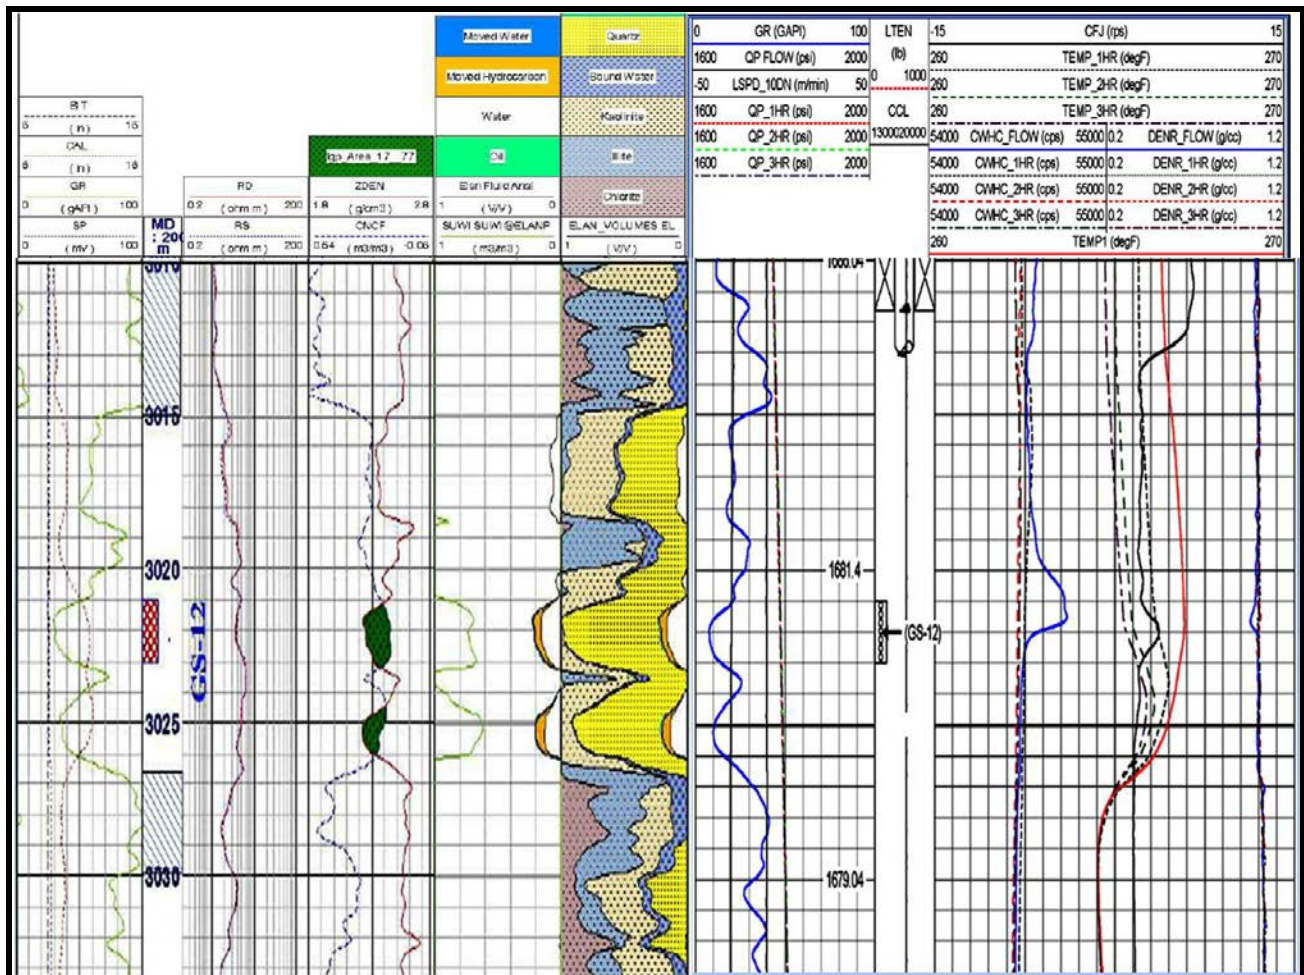 Moved Water
Quartz
Moved Hydrocarbon
Bound Water
Water
Kaolinite
Oil
Illite
Chlorite
BIT
6 ( in ) 16
CAL
6 ( in ) 16
GR
0 ( gAPI ) 100
SP
0 ( mV ) 100
MD
m
RD
0.2 ( ohm m ) 200
RS
0.2 ( ohm m ) 200
ZDEN
1.8 ( g/cm3 ) 2.8
CNCF
0.54 ( m3/m3 ) -0.06
Elan Fluid Anal
1 ( V/V ) 0
1 ( m3/m3 ) 0
ELAN_VOLUMES EL
1 ( V/V ) 0
0 GR (GAPI) 100
1600 QP FLOW (psi) 2000
-50 LSPD_10DN (m/min) 50
1600 QP_1HR (psi) 2000
1600 QP_2HR (psi) 2000
1600 QP_3HR (psi) 2000
LTEN
(lb)
0 1000
CCL
1300020000
-15 CFJ (rps) 15
260 TEMP_1HR (degF) 270
260 TEMP_2HR (degF) 270
260 TEMP_3HR (degF) 270
54000 CWHC_FLOW (cps) 55000 0.2 DENR_FLOW (g/cc) 1.2
54000 CWHC_1HR (cps) 55000 0.2 DENR_1HR (g/cc) 1.2
54000 CWHC_2HR (cps) 55000 0.2 DENR_2HR (g/cc) 1.2
54000 CWHC_3HR (cps) 55000 0.2 DENR_3HR (g/cc) 1.2
260 TEMP1 (degF) 270
3015
3020
GS-12
3025
3030
1681.4
(GS-12)
1679.04